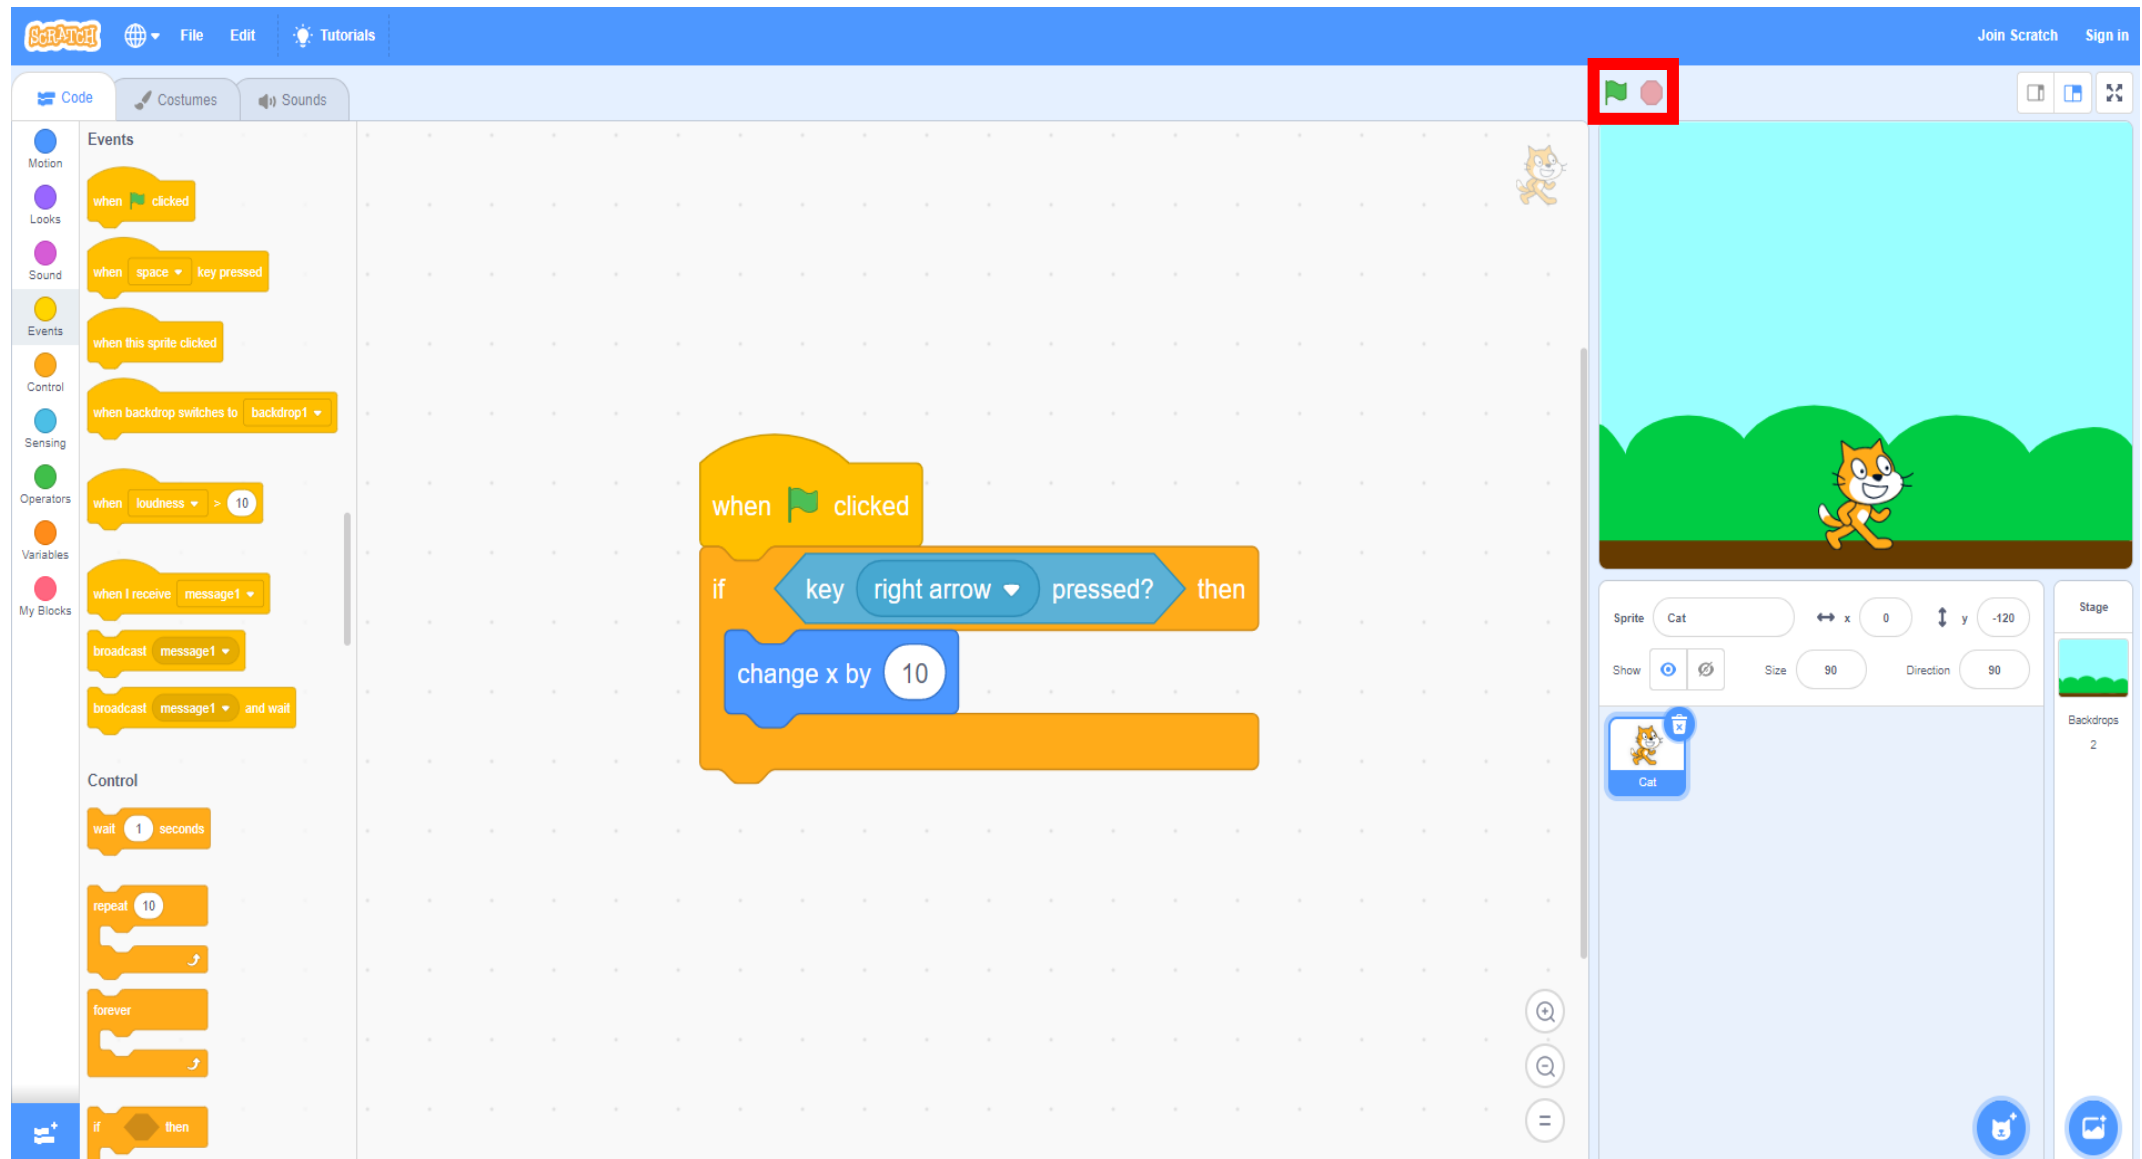 SCRATCH File Edit Tutorials Join Scratch Sign in
Code Costumes Sounds
Motion
Looks
Sound
Events
Control
Sensing
Operators
Variables
My Blocks
Events
when clicked
when space key pressed
when this sprite clicked
when backdrop switches to backdrop1
when loudness > 10
when I receive message1
broadcast message1
broadcast message1 and wait
Control
wait 1 seconds
repeat 10
forever
if then
when clicked
if key right arrow pressed? then
change x by 10
Sprite Cat x 0 y -120
Show Size 90 Direction 90
Cat
Stage
Backdrops
2